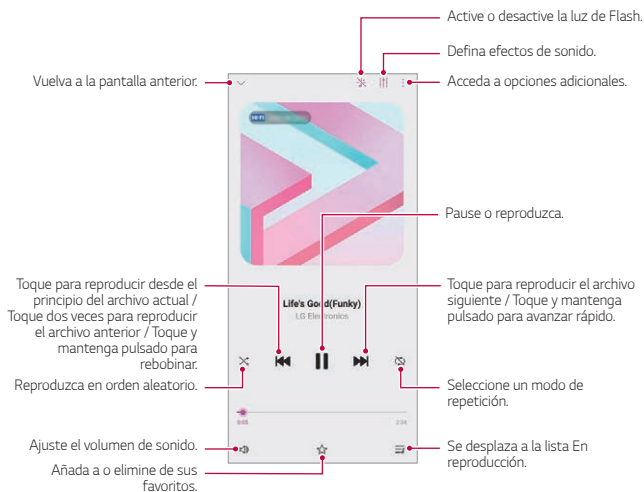 Active o desactive la luz de Flash.
Defina efectos de sonido.
Vuelva a la pantalla anterior.
Acceda a opciones adicionales.
HI-FI
Pause o reproduzca.
Toque para reproducir desde el
principio del archivo actual /
Toque dos veces para reproducir
el archivo anterior / Toque y
mantenga pulsado para
rebobinar.
Toque para reproducir el archivo
siguiente / Toque y mantenga
pulsado para avanzar rápido.
Life's Good(Funky)
LG Electronics
Reproduzca en orden aleatorio.
Seleccione un modo de
repetición.
0:05
Ajuste el volumen de sonido.
Se desplaza a la lista En
reproducción.
Añada a o elimine de sus
favoritos.